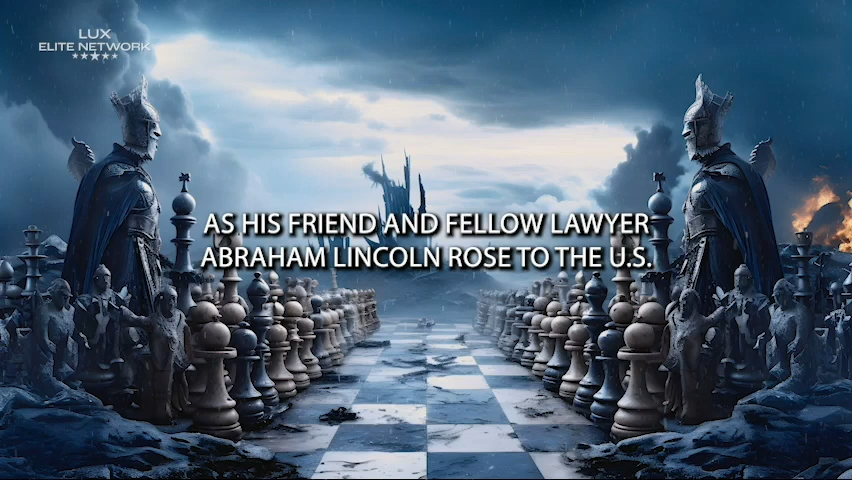 LUX
ELITE NETWORK
AS HIS FRIEND AND FELLOW LAWYER
ABRAHAM LINCOLN ROSE TO THE U.S.